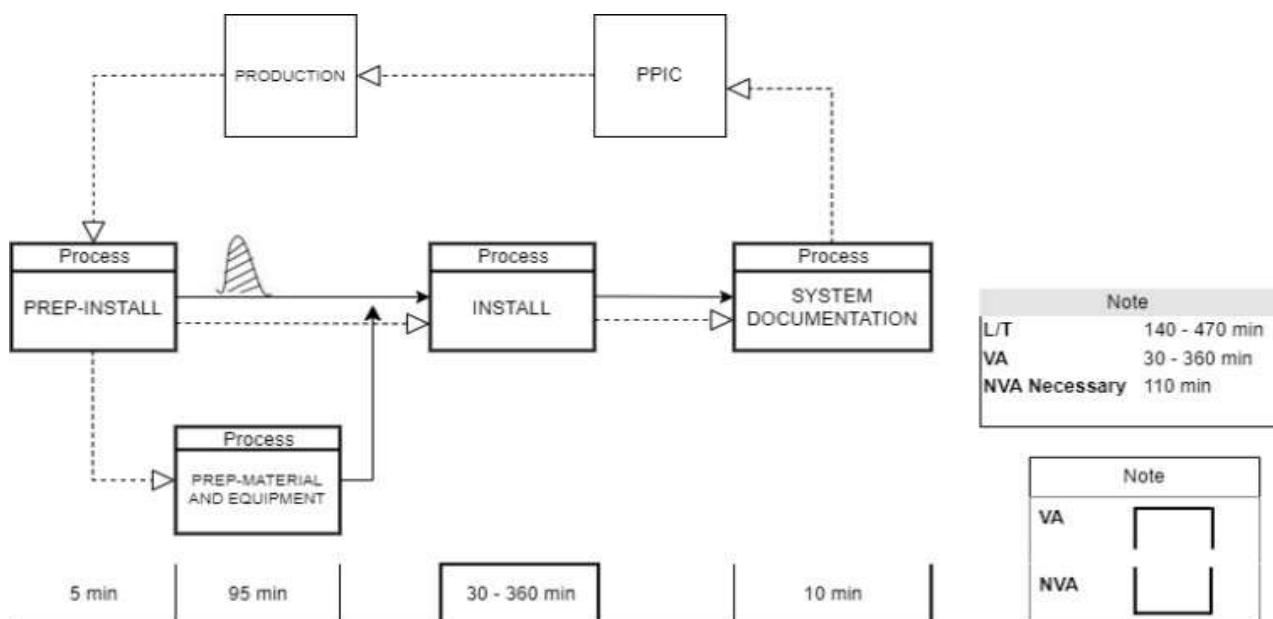 PRODUCTION
PPIC
Process
PREP-INSTALL
Process
INSTALL
Process
SYSTEM
DOCUMENTATION
Process
PREP-MATERIAL
AND EQUIPMENT
5 min
95 min
30 - 360 min
10 min
Note
L/T 140 - 470 min
VA 30 - 360 min
NVA Necessary 110 min
Note
VA
NVA